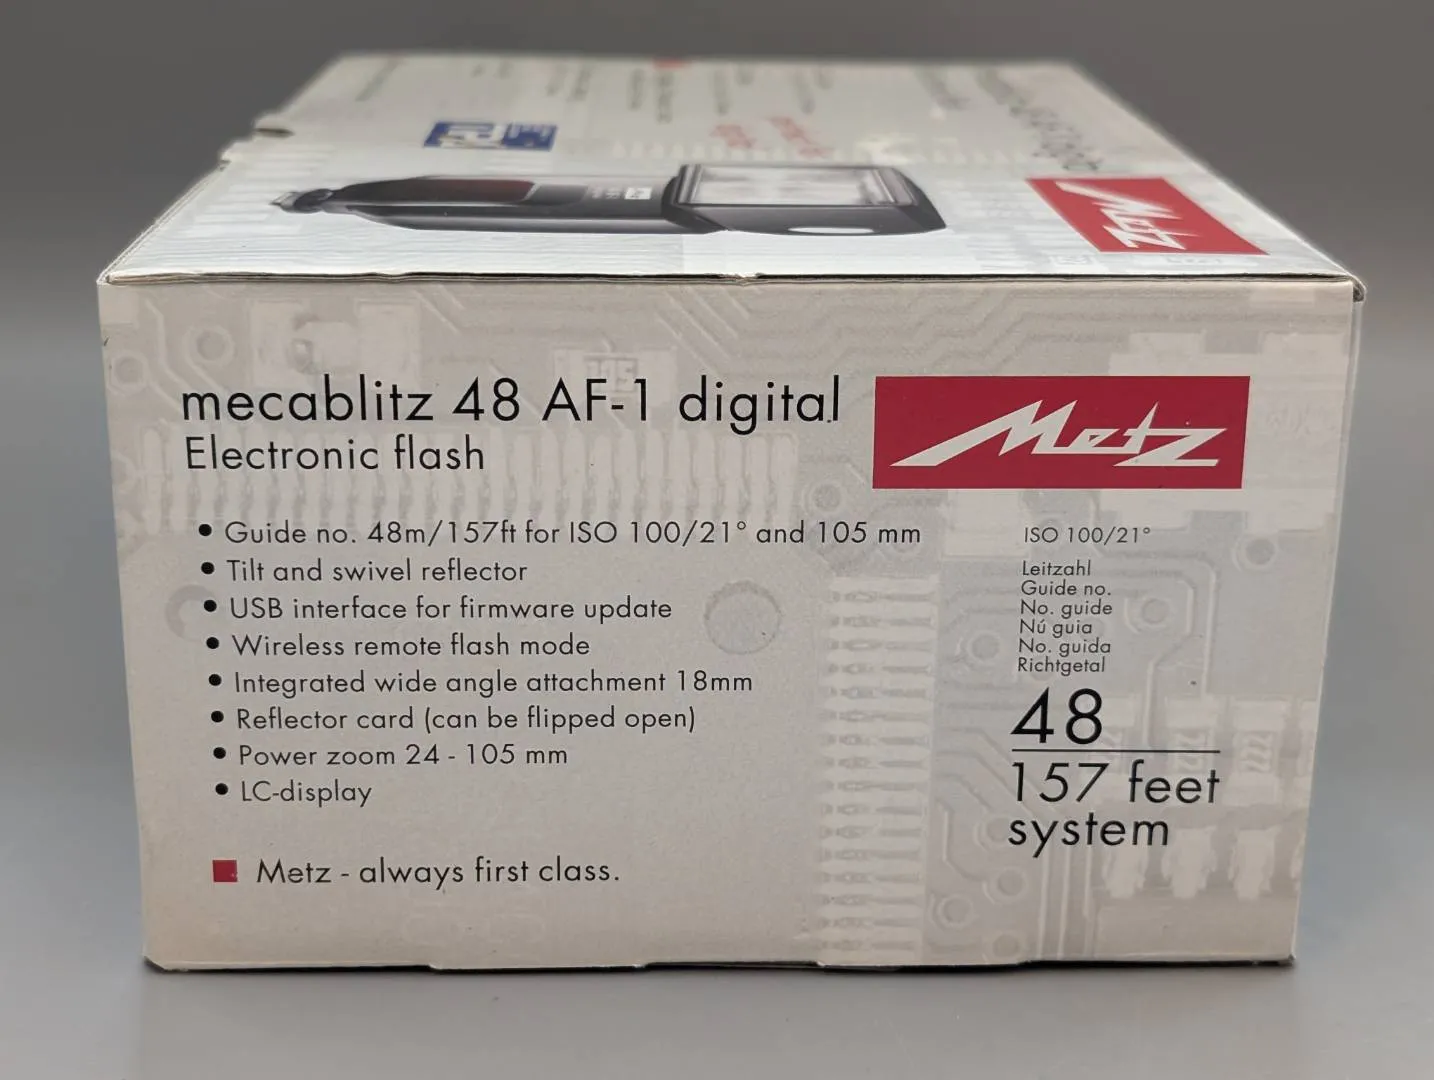 Metz
mecablitz 48 AF-1 digital
Electronic flash
Metz
• Guide no. 48m/157ft for ISO 100/21° and 105 mm
• Tilt and swivel reflector
• USB interface for firmware update
• Wireless remote flash mode
• Integrated wide angle attachment 18mm
• Reflector card (can be flipped open)
• Power zoom 24 - 105 mm
• LC-display
Metz - always first class.
ISO 100/21°
Leitzahl
Guide no.
No. guide
Nú guia
No. guida
Richtgetal
48
157 feet
system